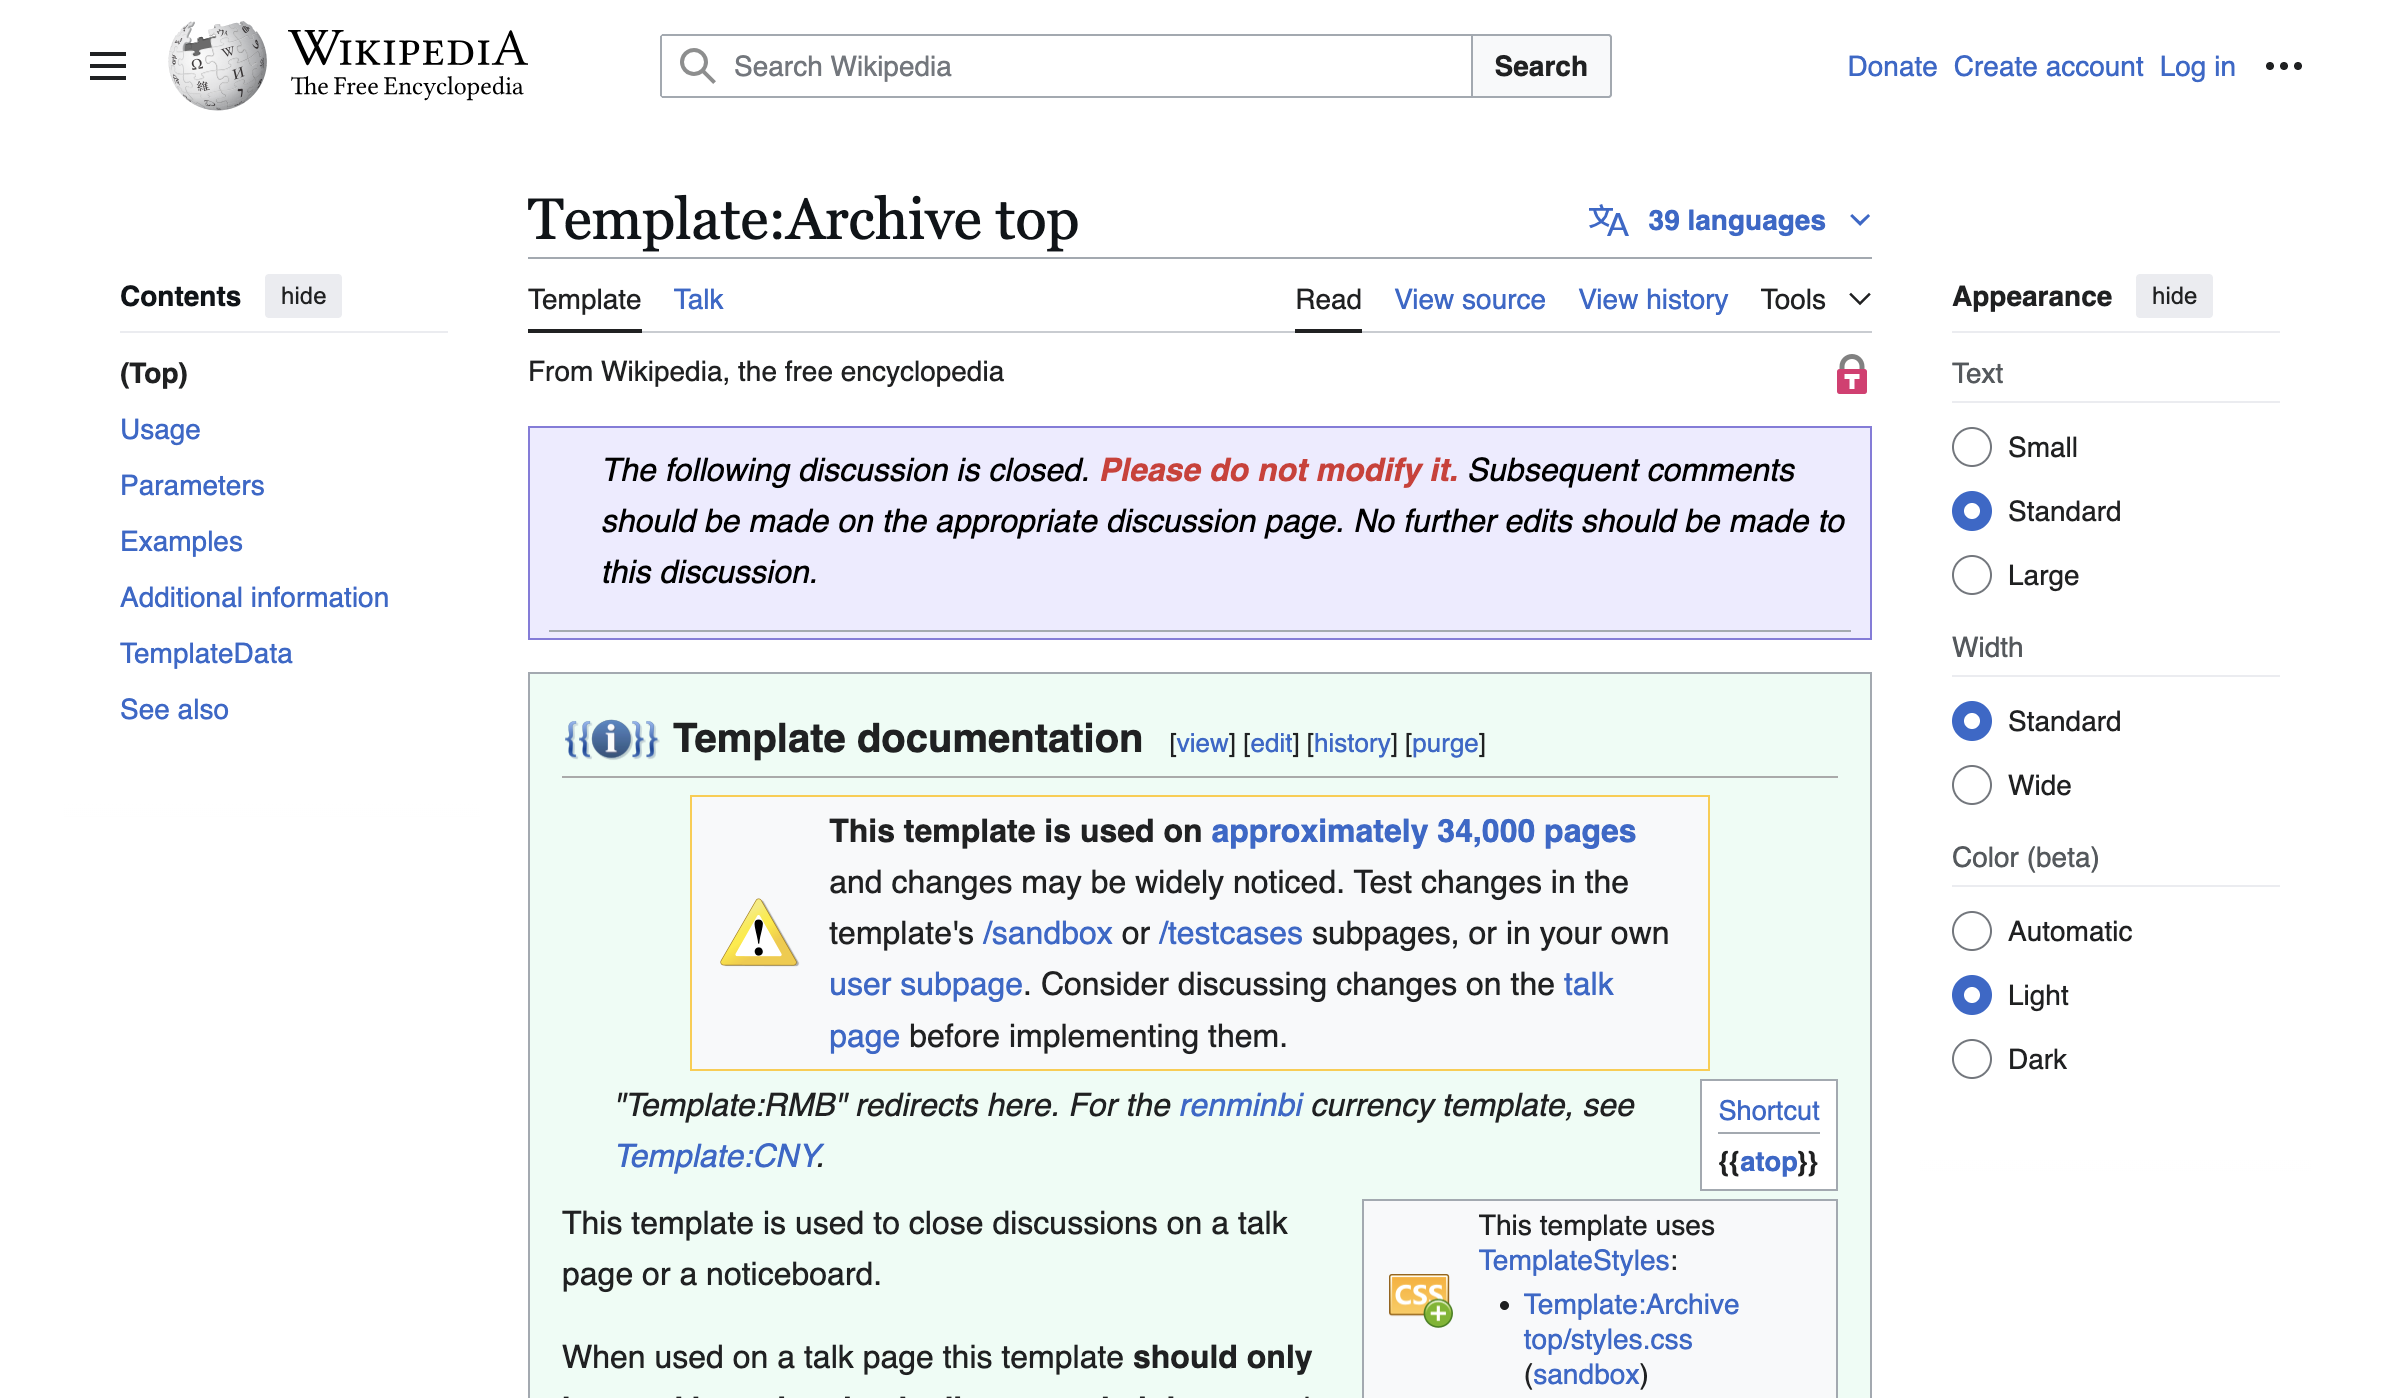 WIKIPEDIA
The Free Encyclopedia
Search Wikipedia
Search
Donate Create account Log in
Contents hide
(Top)
Usage
Parameters
Examples
Additional information
TemplateData
See also
Template:Archive top
39 languages
Template Talk Read View source View history Tools
From Wikipedia, the free encyclopedia
The following discussion is closed. Please do not modify it. Subsequent comments
should be made on the appropriate discussion page. No further edits should be made to
this discussion.
Template documentation [view] [edit] [history] [purge]
This template is used on approximately 34,000 pages
and changes may be widely noticed. Test changes in the
template's /sandbox or /testcases subpages, or in your own
user subpage. Consider discussing changes on the talk
page before implementing them.
"Template:RMB" redirects here. For the renminbi currency template, see
Template:CNY.
Shortcut
{{atop}}
This template is used to close discussions on a talk
page or a noticeboard.
When used on a talk page this template should only
This template uses
TemplateStyles:
CSS
• Template:Archive
top/styles.css
(sandbox)
Appearance hide
Text
Small
Standard
Large
Width
Standard
Wide
Color (beta)
Automatic
Light
Dark